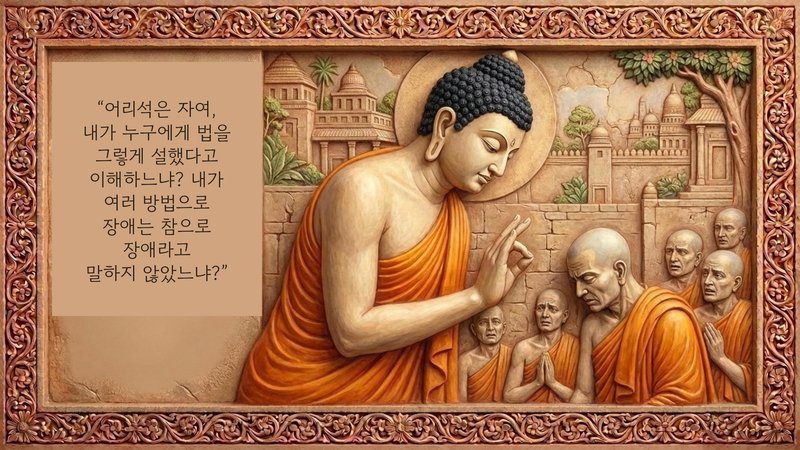 “어리석은 자여,
내가 누구에게 법을
그렇게 설했다고
이해하느냐? 내가
여러 방법으로
장애는 참으로
장애라고
말하지 않았느냐?”